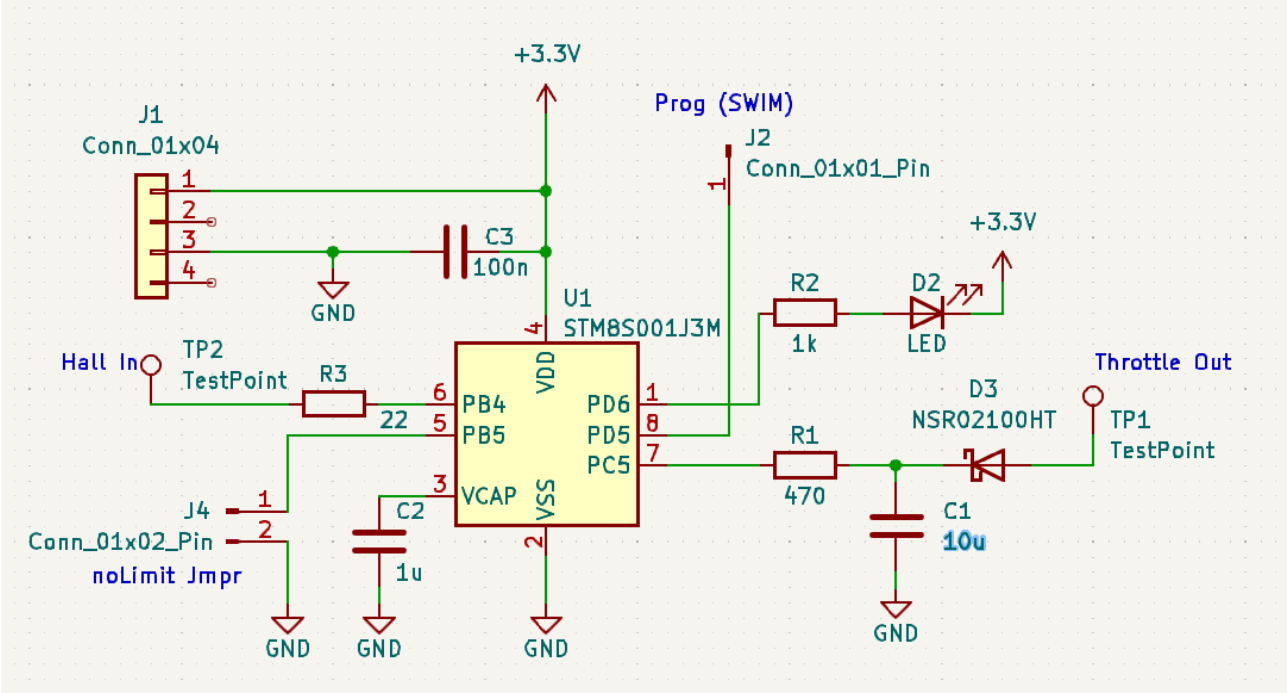 +3.3V
Prog (SWIM)
J1
Conn_01x04
J2
Conn_01x01_Pin
1
1
2
3
4
+3.3V
C3
100n
GND
R2
D2
1k
LED
U1
STM8S001J3M
4
VDD
Hall In
TP2
TestPoint
R3
22
6
PB4
5
PB5
3
VCAP
VSS
2
PD6
1
PD5
8
PC5
7
Throttle Out
D3
NSR02100HT
TP1
TestPoint
R1
470
C1
10u
GND
J4
1
2
Conn_01x02_Pin
noLimit Jmpr
C2
1u
GND
GND
GND